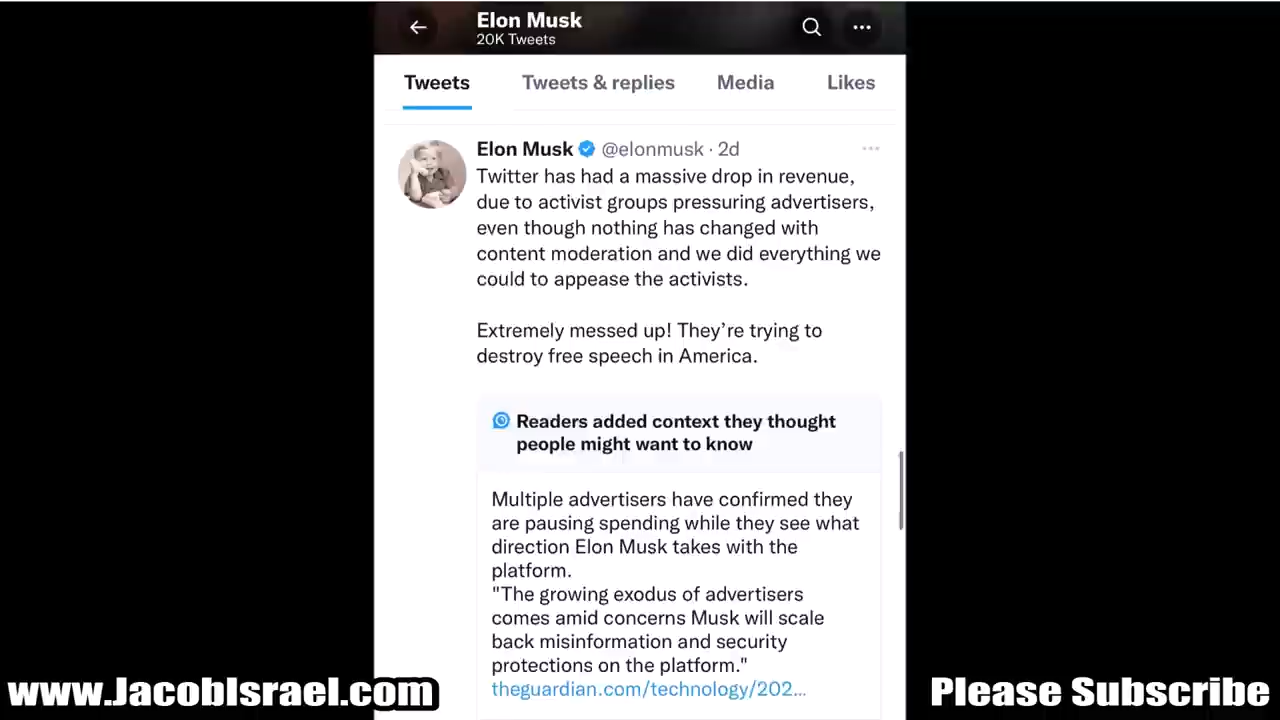 Elon Musk
20K Tweets
Tweets Tweets & replies Media Likes
Elon Musk @elonmusk · 2d
Twitter has had a massive drop in revenue,
due to activist groups pressuring advertisers,
even though nothing has changed with
content moderation and we did everything we
could to appease the activists.
Extremely messed up! They’re trying to
destroy free speech in America.
Readers added context they thought
people might want to know
Multiple advertisers have confirmed they
are pausing spending while they see what
direction Elon Musk takes with the
platform.
"The growing exodus of advertisers
comes amid concerns Musk will scale
back misinformation and security
protections on the platform."
theguardian.com/technology/202...
www.JacobIsrael.com
Please Subscribe